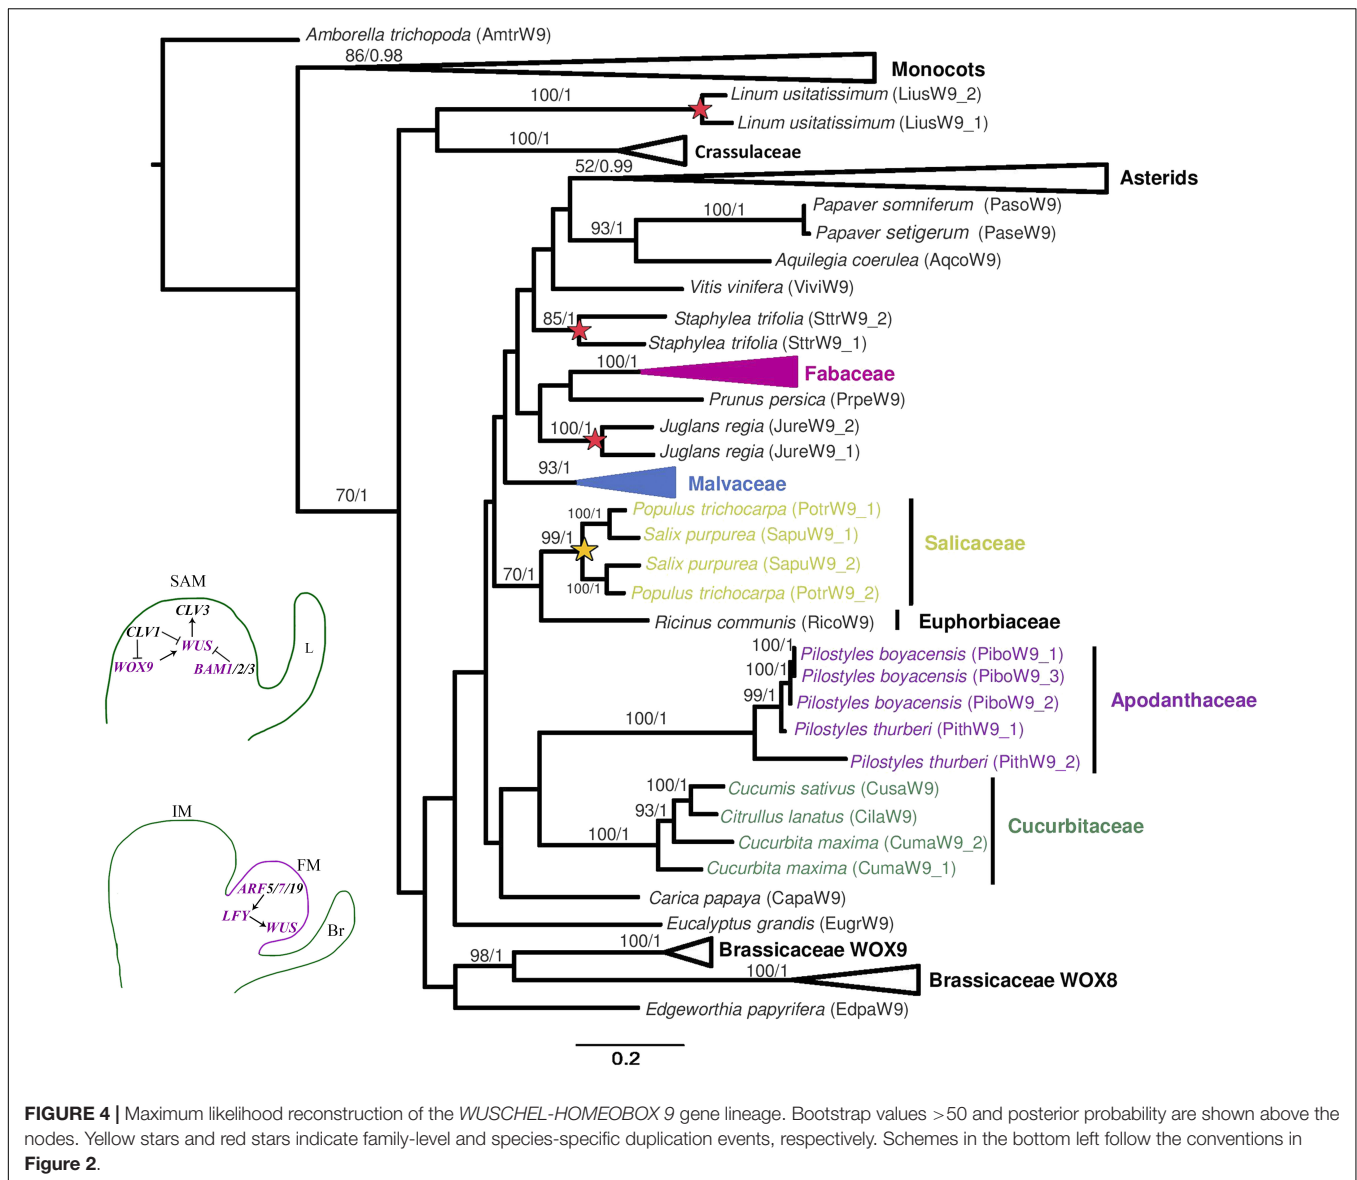 Amborella trichopoda (AmtrW9)
86/0.98
Monocots
100/1
Linum usitatissimum (LiusW9_2)
Linum usitatissimum (LiusW9_1)
100/1
Crassulaceae
52/0.99
Asterids
Papaver somniferum (PasoW9)
100/1
93/1
Papaver setigerum (PaseW9)
Aquilegia coerulea (AqcoW9)
Vitis vinifera (ViviW9)
85/1
Staphylea trifolia (SttrW9_2)
Staphylea trifolia (SttrW9_1)
100/1
Fabaceae
Prunus persica (PrpeW9)
100/1
Juglans regia (JureW9_2)
Juglans regia (JureW9_1)
93/1
Malvaceae
70/1
100/1
Populus trichocarpa (PotrW9_1)
99/1
Salix purpurea (SapuW9_1)
Salicaceae
Salix purpurea (SapuW9_2)
70/1
100/1
Populus trichocarpa (PotrW9_2)
Ricinus communis (RicoW9)
Euphorbiaceae
100/1
Pilostyles boyacensis (PiboW9_1)
100/1
Pilostyles boyacensis (PiboW9_3)
99/1
Pilostyles boyacensis (PiboW9_2)
Apodanthaceae
100/1
Pilostyles thurberi (PithW9_1)
Pilostyles thurberi (PithW9_2)
100/1
Cucumis sativus (CusaW9)
93/1
Citrullus lanatus (CilaW9)
Cucurbitaceae
100/1
Cucurbita maxima (CumaW9_2)
Cucurbita maxima (CumaW9_1)
Carica papaya (CapaW9)
Eucalyptus grandis (EugrW9)
100/1
Brassicaceae WOX9
98/1
100/1
Brassicaceae WOX8
Edgeworthia papyrifera (EdpaW9)
0.2
SAM
CLV3
CLV1
WUS
L
WOX9
BAM1/2/3
IM
FM
ARF5/7/19
LFY
WUS
Br
FIGURE 4 | Maximum likelihood reconstruction of the WUSCHEL-HOMEOBOX 9 gene lineage. Bootstrap values >50 and posterior probability are shown above the
nodes. Yellow stars and red stars indicate family-level and species-specific duplication events, respectively. Schemes in the bottom left follow the conventions in
Figure 2.